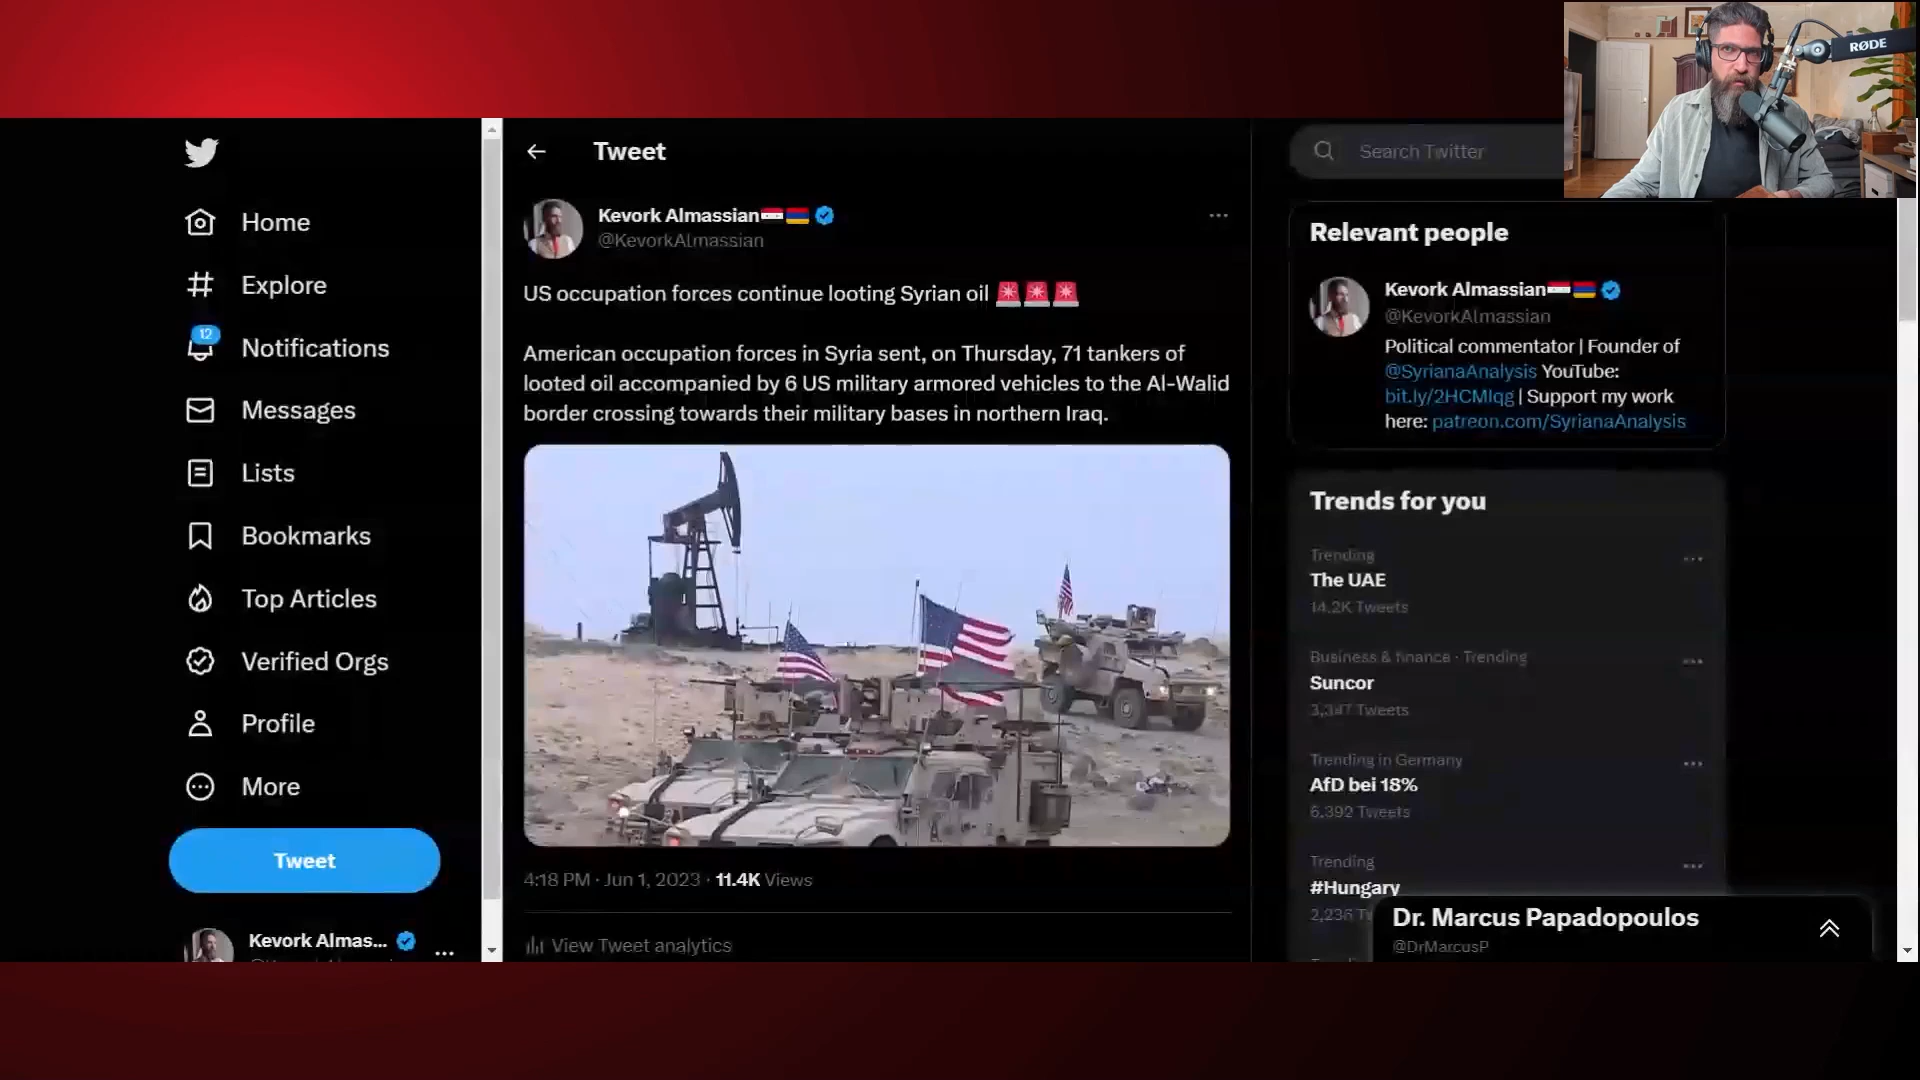 RØDE
Home
Explore
12
Notifications
Messages
Lists
Bookmarks
Top Articles
Verified Orgs
Profile
More
Tweet
Kevork Almas...
Tweet
Kevork Almassian
@KevorkAlmassian
US occupation forces continue looting Syrian oil
American occupation forces in Syria sent, on Thursday, 71 tankers of
looted oil accompanied by 6 US military armored vehicles to the Al-Walid
border crossing towards their military bases in northern Iraq.
4:18 PM · Jun 1, 2023 · 11.4K Views
View Tweet analytics
Search Twitter
Relevant people
Kevork Almassian
@KevorkAlmassian
Political commentator | Founder of
@SyrianaAnalysis YouTube:
bit.ly/2HCMIqg | Support my work
here: patreon.com/SyrianaAnalysis
Trends for you
Trending
The UAE
14.2K Tweets
Business & finance · Trending
Suncor
3,347 Tweets
Trending in Germany
AfD bei 18%
6,392 Tweets
Trending
#Hungary
2,236
Dr. Marcus Papadopoulos
@DrMarcusP